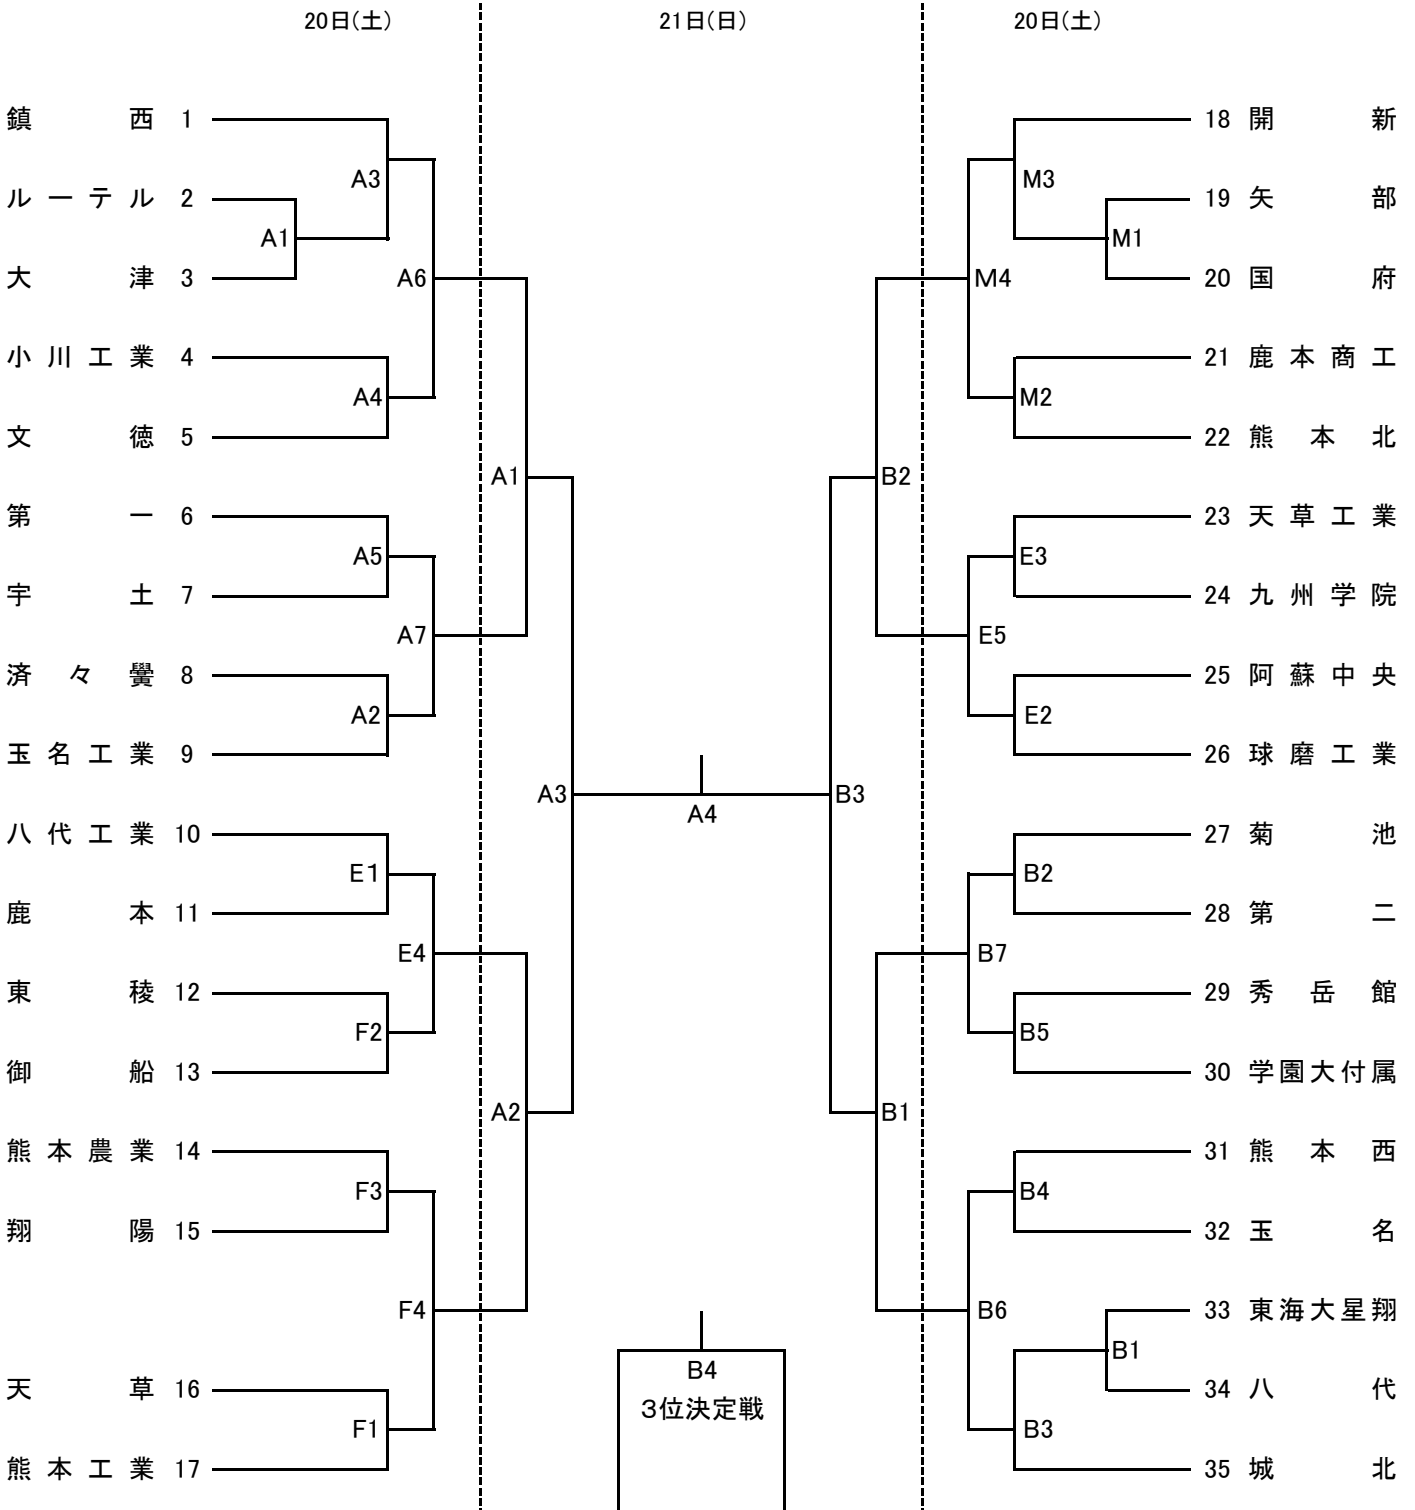 20日(土) 21日(日) 20日(土)
鎮西 1 18 開新
A3 M3
ルーテル 2 19 矢部
A1 M1
大津 3 A6 M4 20 国府
小川工業 4 21 鹿本商工
A4 M2
文徳 5 22 熊本北
A1 B2
第一 6 23 天草工業
A5 E3
宇土 7 24 九州学院
A7 E5
済々黌 8 25 阿蘇中央
A2 E2
玉名工業 9 26 球磨工業
A3 B3
A4
八代工業 10 27 菊池
E1 B2
鹿本 11 28 第二
E4 B7
東稜 12 29 秀岳館
F2 B5
御船 13 30 学園大付属
A2 B1
熊本農業 14 31 熊本西
F3 B4
翔陽 15 32 玉名
F4 B6 33 東海大星翔
B1
B4
天草 16 34 八代
3位決定戦
F1 B3
熊本工業 17 35 城北